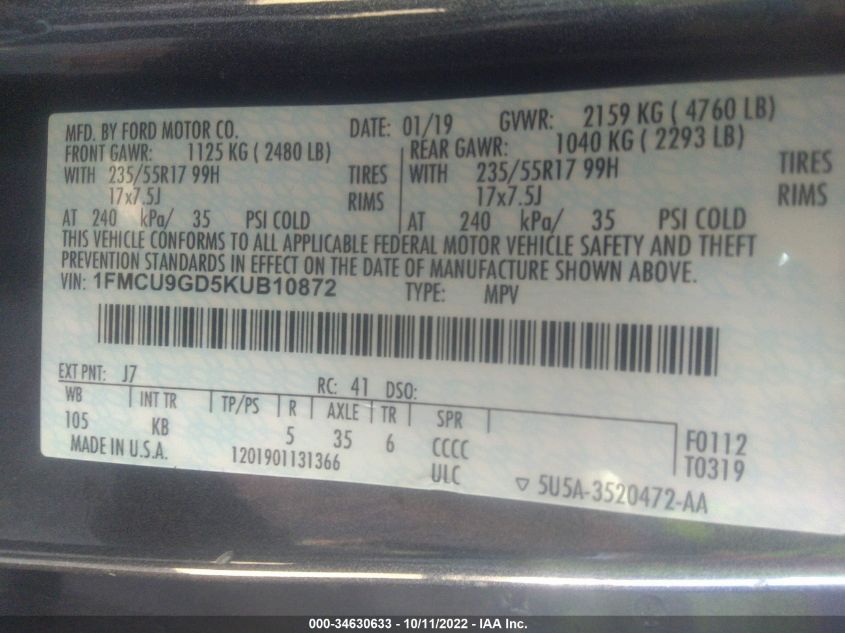 MFD. BY FORD MOTOR CO. DATE: 01/19 GVWR: 2159 KG ( 4760 LB)
FRONT GAWR: 1125 KG ( 2480 LB) REAR GAWR: 1040 KG ( 2293 LB)
WITH 235/55R17 99H TIRES WITH 235/55R17 99H TIRES
17x7.5J RIMS 17x7.5J RIMS
AT 240 kPa/ 35 PSI COLD AT 240 kPa/ 35 PSI COLD
THIS VEHICLE CONFORMS TO ALL APPLICABLE FEDERAL MOTOR VEHICLE SAFETY AND THEFT
PREVENTION STANDARDS IN EFFECT ON THE DATE OF MANUFACTURE SHOWN ABOVE.
VIN: 1FMCU9GD5KUB10872 TYPE: MPV
EXT PNT: J7 RC: 41 DSO:
WB INT TR TP/PS R AXLE TR SPR
105 KB 5 35 6 CCCC F0112
MADE IN U.S.A. 1201901131366 ULC T0319
▽ 5U5A-3520472-AA
000-34630633 - 10/11/2022 - IAA Inc.